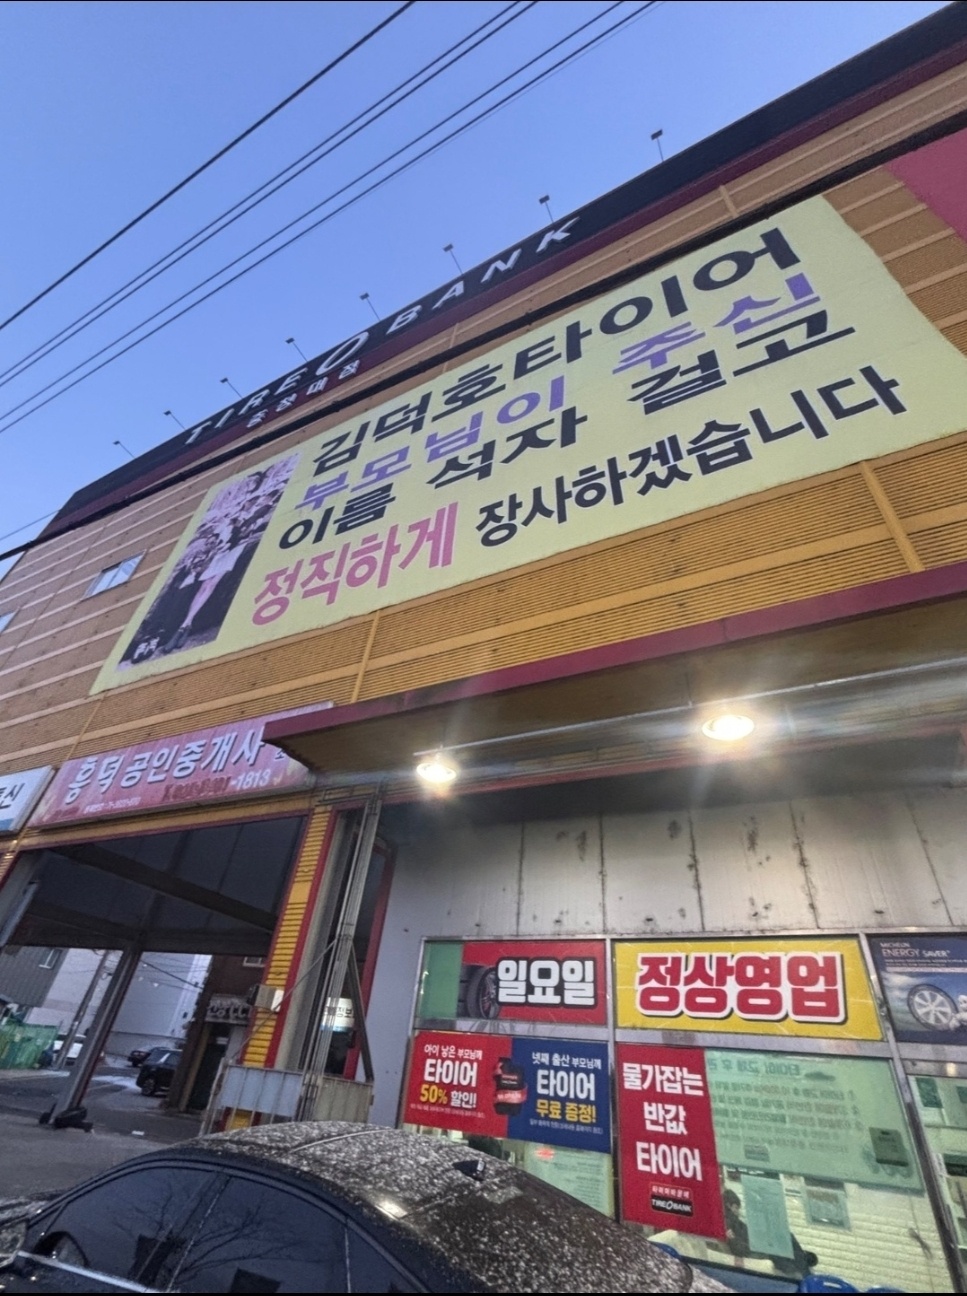 TIRE BANK
김덕호타이어
부모님이 주신
이름 석자 걸고
정직하게 장사하겠습니다
흥덕공인중개사
-1813
일요일
정상영업
MICHELIN
ENERGY SAVER
아이 낳은 부모님께
타이어
50% 할인!
넷째 출산 부모님께
타이어
무료 증정!
물가잡는
반값
타이어
TIRE BANK